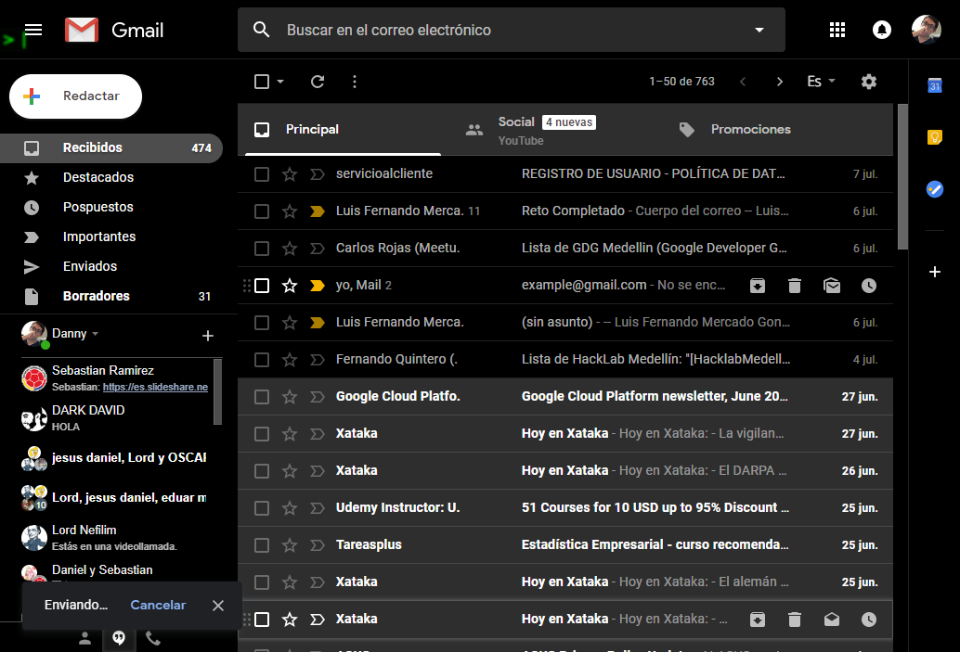 Gmail
Buscar en el correo electrónico
Redactar
1–50 de 763
Es
31
Principal
Social 4 nuevas
YouTube
Promociones
Recibidos 474
Destacados
Pospuestos
Importantes
Enviados
Borradores 31
Danny
Sebastian Ramirez
Sebastian: https://es.slideshare.ne
DARK DAVID
HOLA
jesus daniel, Lord y OSCAR
Lord, jesus daniel, eduar m
10
Lord Nefilim
Estás en una videollamada.
Daniel y Sebastian
Enviando... Cancelar
servicioalcliente REGISTRO DE USUARIO - POLÍTICA DE DAT... 7 jul.
Luis Fernando Merca. 11 Reto Completado - Cuerpo del correo -- Luis... 6 jul.
Carlos Rojas (Meetu. Lista de GDG Medellin (Google Developer G... 6 jul.
yo, Mail 2 example@gmail.com - No se enc...
Luis Fernando Merca. (sin asunto) - -- Luis Fernando Mercado Gon... 6 jul.
Fernando Quintero (. Lista de HackLab Medellín: "[HacklabMedell... 4 jul.
Google Cloud Platfo. Google Cloud Platform newsletter, June 20... 27 jun.
Xataka Hoy en Xataka - Hoy en Xataka: - La vigilan... 27 jun.
Xataka Hoy en Xataka - Hoy en Xataka: - El DARPA ... 26 jun.
Udemy Instructor: U. 51 Courses for 10 USD up to 95% Discount ... 25 jun.
Tareasplus Estadística Empresarial - curso recomenda... 25 jun.
Xataka Hoy en Xataka - Hoy en Xataka: - El alemán ... 25 jun.
Xataka Hoy en Xataka - Hoy en Xataka: - ...